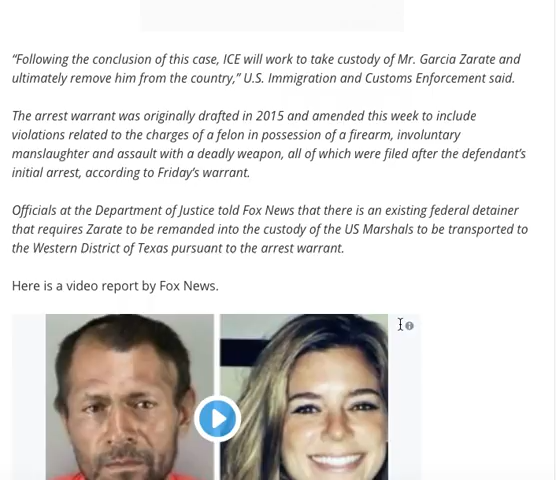 “Following the conclusion of this case, ICE will work to take custody of Mr. Garcia Zarate and
ultimately remove him from the country,” U.S. Immigration and Customs Enforcement said.
The arrest warrant was originally drafted in 2015 and amended this week to include
violations related to the charges of a felon in possession of a firearm, involuntary
manslaughter and assault with a deadly weapon, all of which were filed after the defendant’s
initial arrest, according to Friday’s warrant.
Officials at the Department of Justice told Fox News that there is an existing federal detainer
that requires Zarate to be remanded into the custody of the US Marshals to be transported to
the Western District of Texas pursuant to the arrest warrant.
Here is a video report by Fox News.